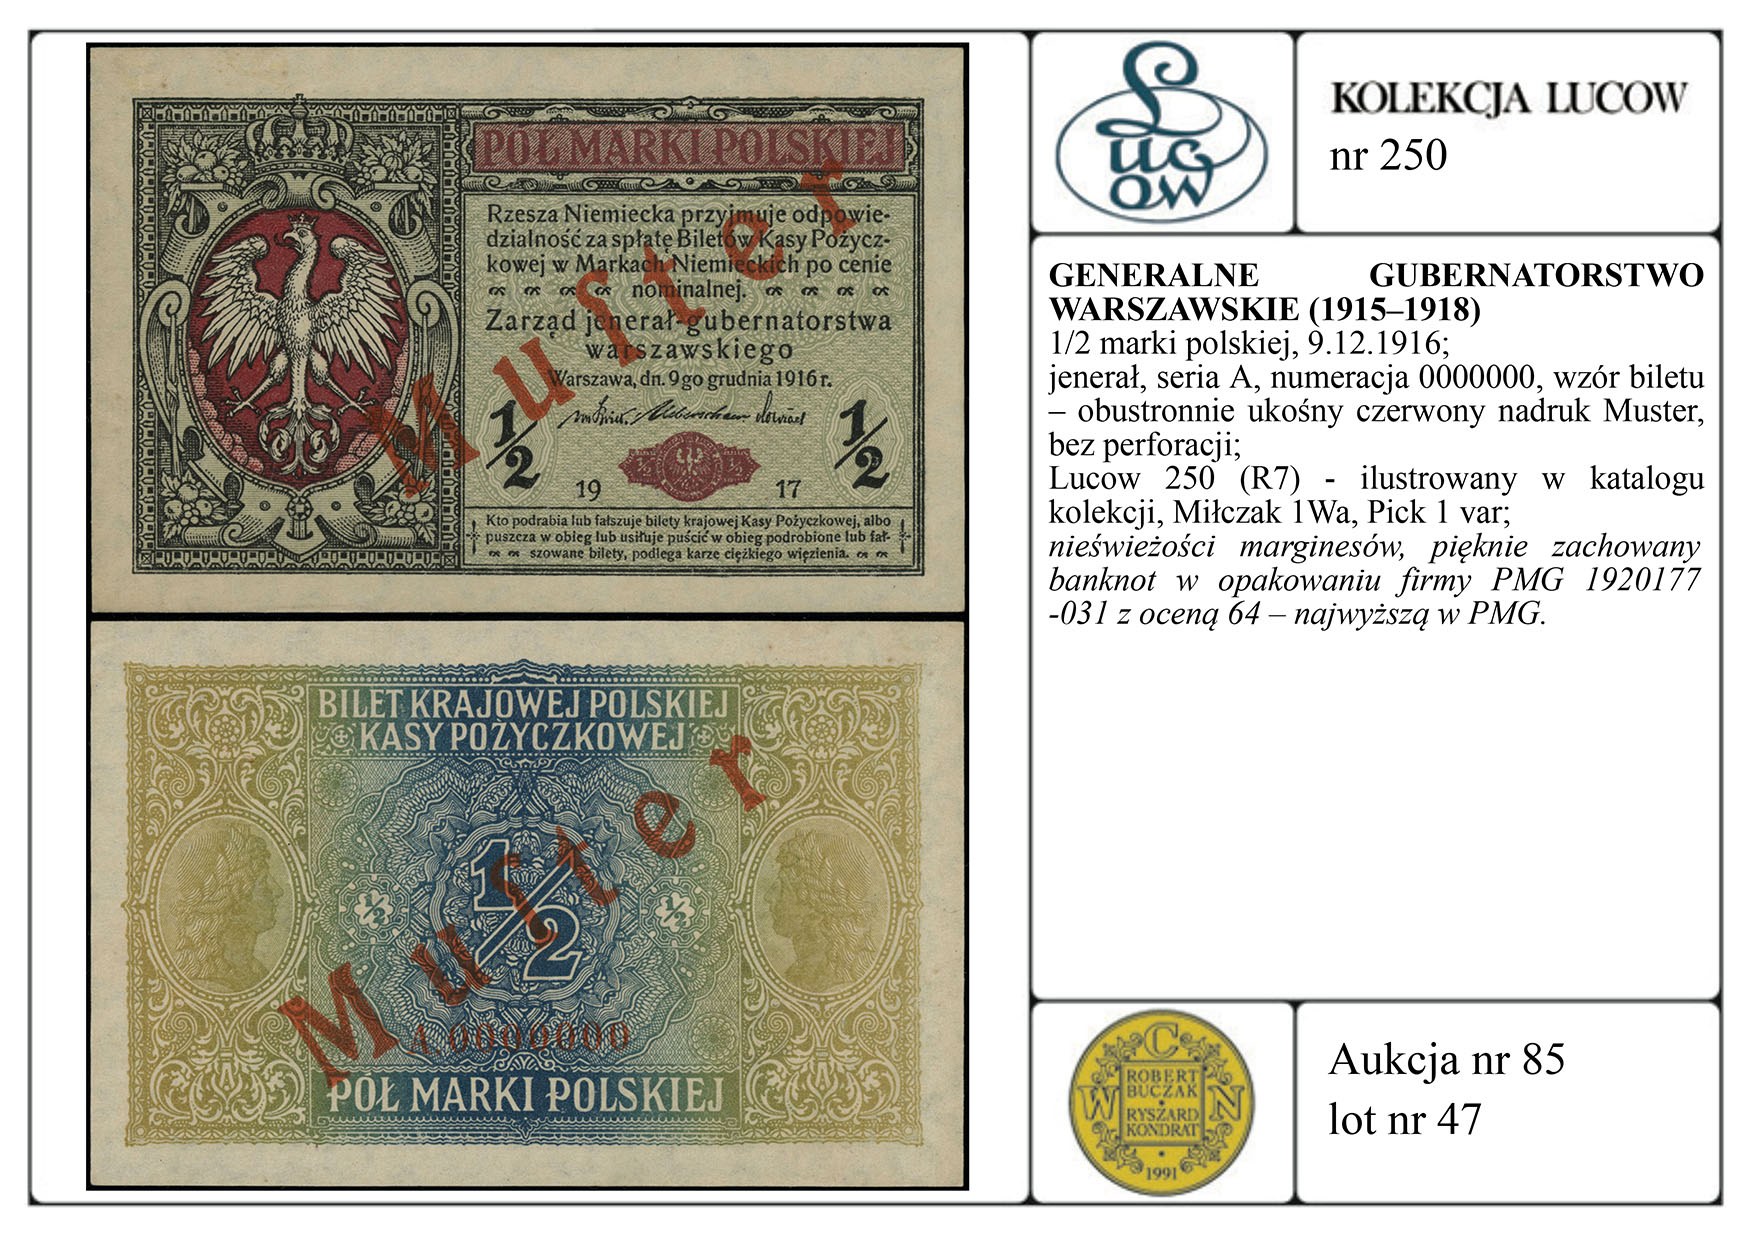 PÓŁ MARKI POLSKIEJ
Rzesza Niemiecka przyjmuje odpowie-
dzialność za spłatę Biletów Kasy Pożycz-
kowej w Markach Niemieckich po cenie
nominalnej.
Zarząd jenerał-gubernatorstwa
warszawskiego
Warszawa, dn. 9go grudnia 1916 r.
1/2 1/2
19 17
Kto podrabia lub fałszuje bilety krajowej Kasy Pożyczkowej, albo
puszcza w obieg lub usiłuje puścić w obieg podrobione lub fał-
szowane bilety, podlega karze ciężkiego więzienia.
Muster
BILET KRAJOWEJ POLSKIEJ
KASY POŻYCZKOWEJ
1/2 1/2 1/2
A. 0000000
PÓŁ MARKI POLSKIEJ
Muster
Lucow
KOLEKCJA LUCOW
nr 250
GENERALNE GUBERNATORSTWO
WARSZAWSKIE (1915–1918)
1/2 marki polskiej, 9.12.1916;
jenerał, seria A, numeracja 0000000, wzór biletu
– obustronnie ukośny czerwony nadruk Muster,
bez perforacji;
Lucow 250 (R7) - ilustrowany w katalogu
kolekcji, Miłczak 1Wa, Pick 1 var;
nieświeżości marginesów, pięknie zachowany
banknot w opakowaniu firmy PMG 1920177
-031 z oceną 64 – najwyższą w PMG.
W C N
ROBERT
BUCZAK
•
RYSZARD
KONDRAT
•
1991
Aukcja nr 85
lot nr 47